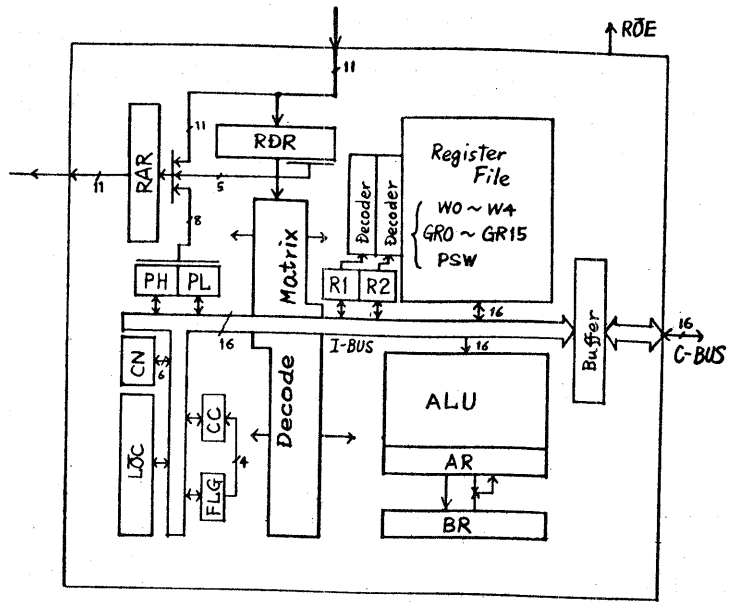 RŌE
11
11
RDR
RAR
11
5
8
Register
File
W0 ~ W4
GR0 ~ GR15
PSW
Decoder
Decoder
R1
R2
PH
PL
Matrix
16
16
I-BUS
16
Buffer
16
C-BUS
CN
6
LŌC
CC
4
FLG
Decode
ALU
AR
BR